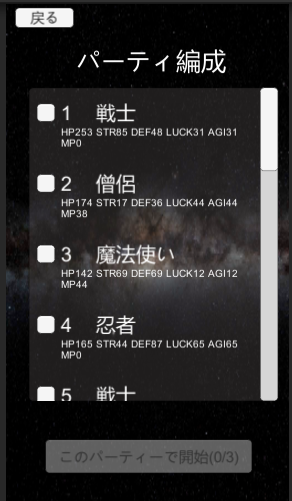 戻る
パーティ編成
1 戦士
HP253 STR85 DEF48 LUCK31 AGI31
MP0
2 僧侶
HP174 STR17 DEF36 LUCK44 AGI44
MP38
3 魔法使い
HP142 STR69 DEF69 LUCK12 AGI12
MP44
4 忍者
HP165 STR44 DEF87 LUCK65 AGI65
MP0
5 戦士
このパーティーで開始(0/3)